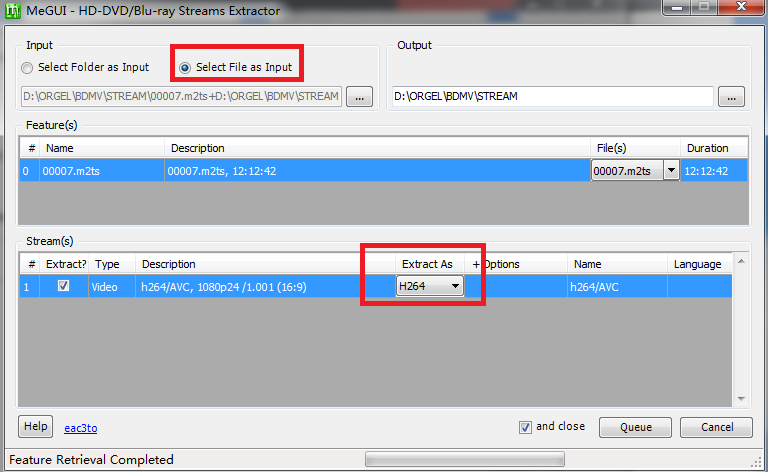 MeGUI - HD-DVD/Blu-ray Streams Extractor
Input
Output
Select Folder as Input
Select File as Input
D:\ORGEL\BDMV\STREAM\00007.m2ts+D:\ORGEL\BDMV\STREAM
...
D:\ORGEL\BDMV\STREAM
...
Feature(s)
# Name Description File(s) Duration
0 00007.m2ts 00007.m2ts, 12:12:42 00007.m2ts 12:12:42
Stream(s)
# Extract? Type Description Extract As + Options Name Language
1 Video h264/AVC, 1080p24 /1.001 (16:9) H264 h264/AVC
Help eac3to and close Queue Cancel
Feature Retrieval Completed